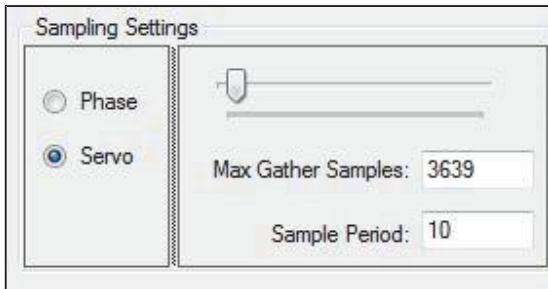 Sampling Settings
Phase
Servo
Max Gather Samples: 3639
Sample Period: 10